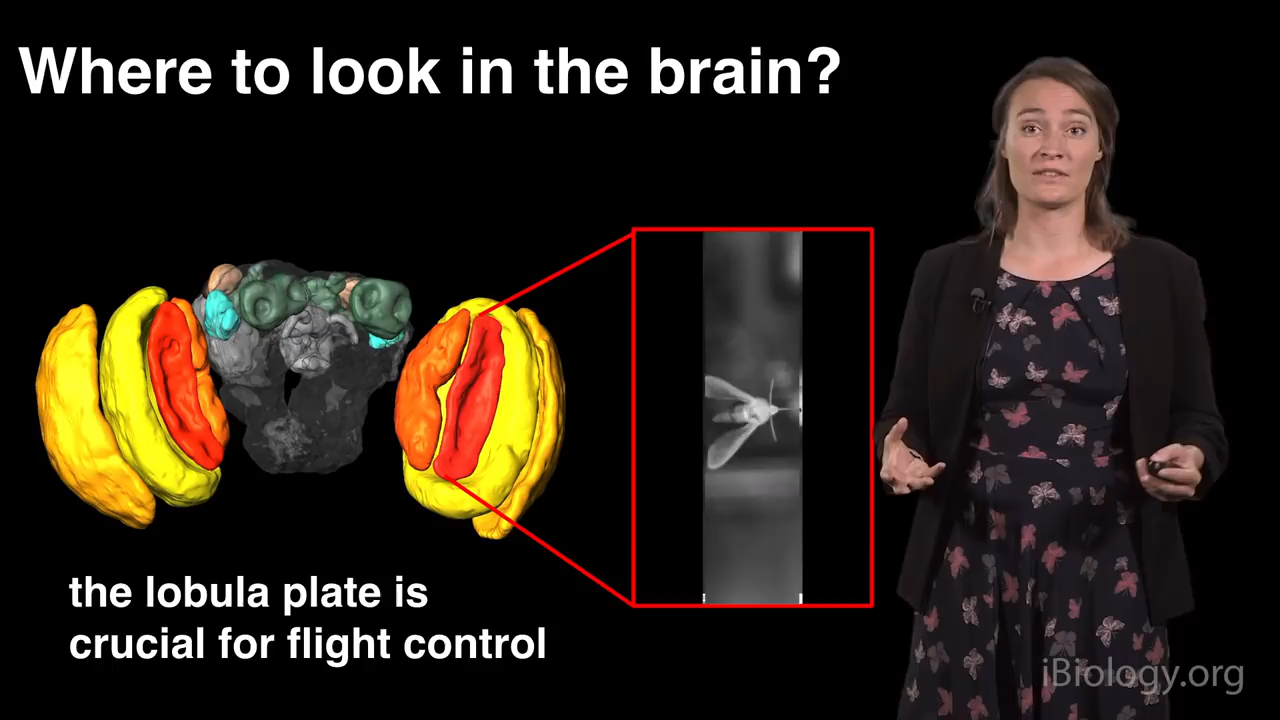 Where to look in the brain?
the lobula plate is
crucial for flight control
iBiology.org